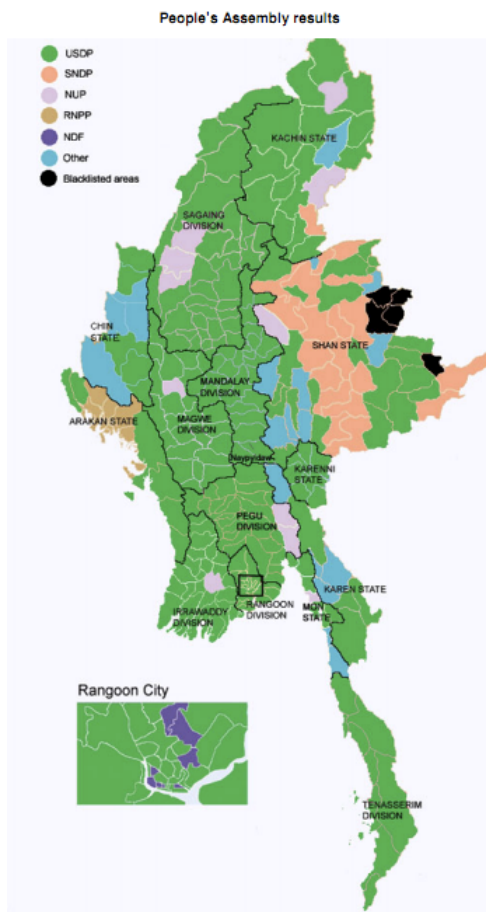 People's Assembly results
USDP
SNDP
NUP
RNPP
NDF
Other
Blacklisted areas
KACHIN STATE
SAGAING
DIVISION
CHIN
STATE
SHAN STATE
MANDALAY
DIVISION
ARAKAN STATE
MAGWE
DIVISION
Naypyidaw
KARENNI
STATE
PEGU
DIVISION
KAREN STATE
IRRAWADDY
DIVISION
RANGOON
DIVISION
MON
STATE
Rangoon City
TENASSERIM
DIVISION